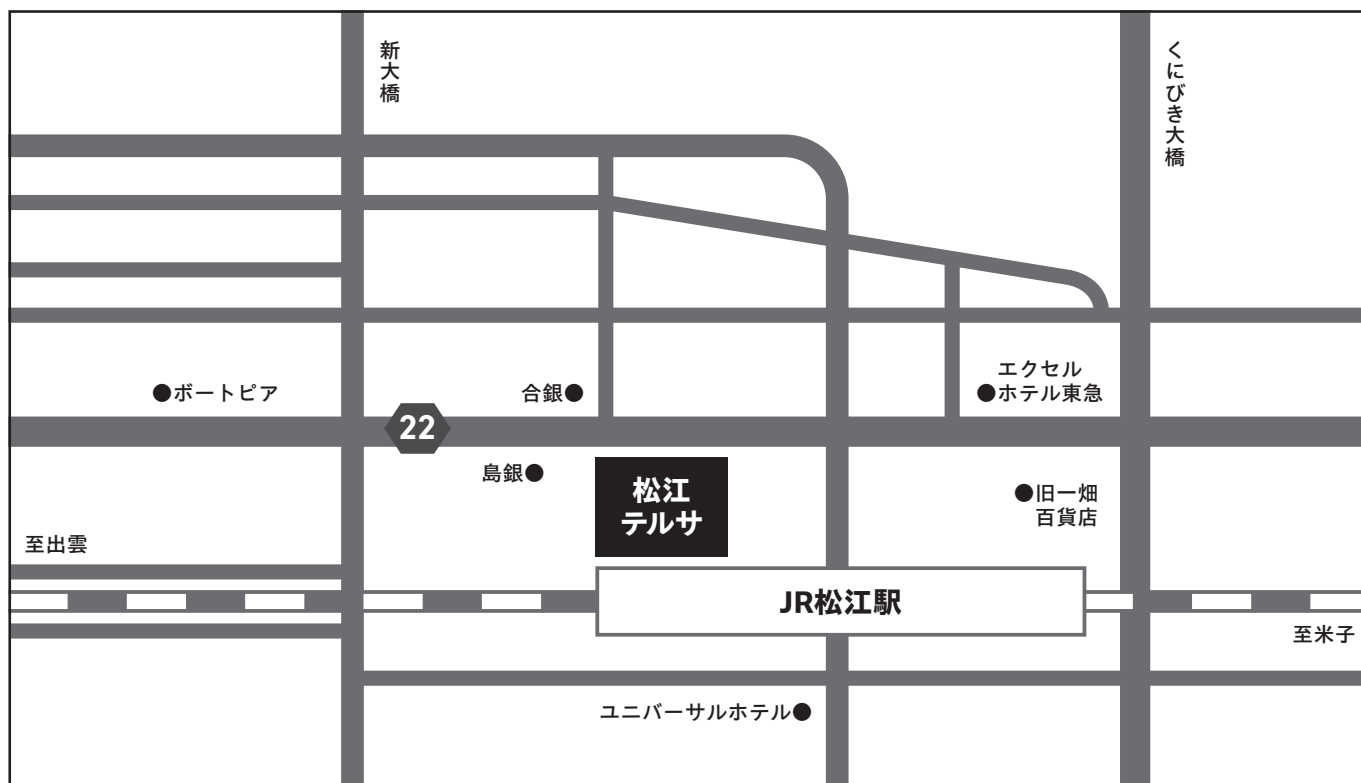 新大橋
くにびき大橋
エクセル
●ホテル東急
●ボートピア
合銀●
22
島銀●
松江
テルサ
●旧一畑
百貨店
至出雲
JR松江駅
至米子
ユニバーサルホテル●